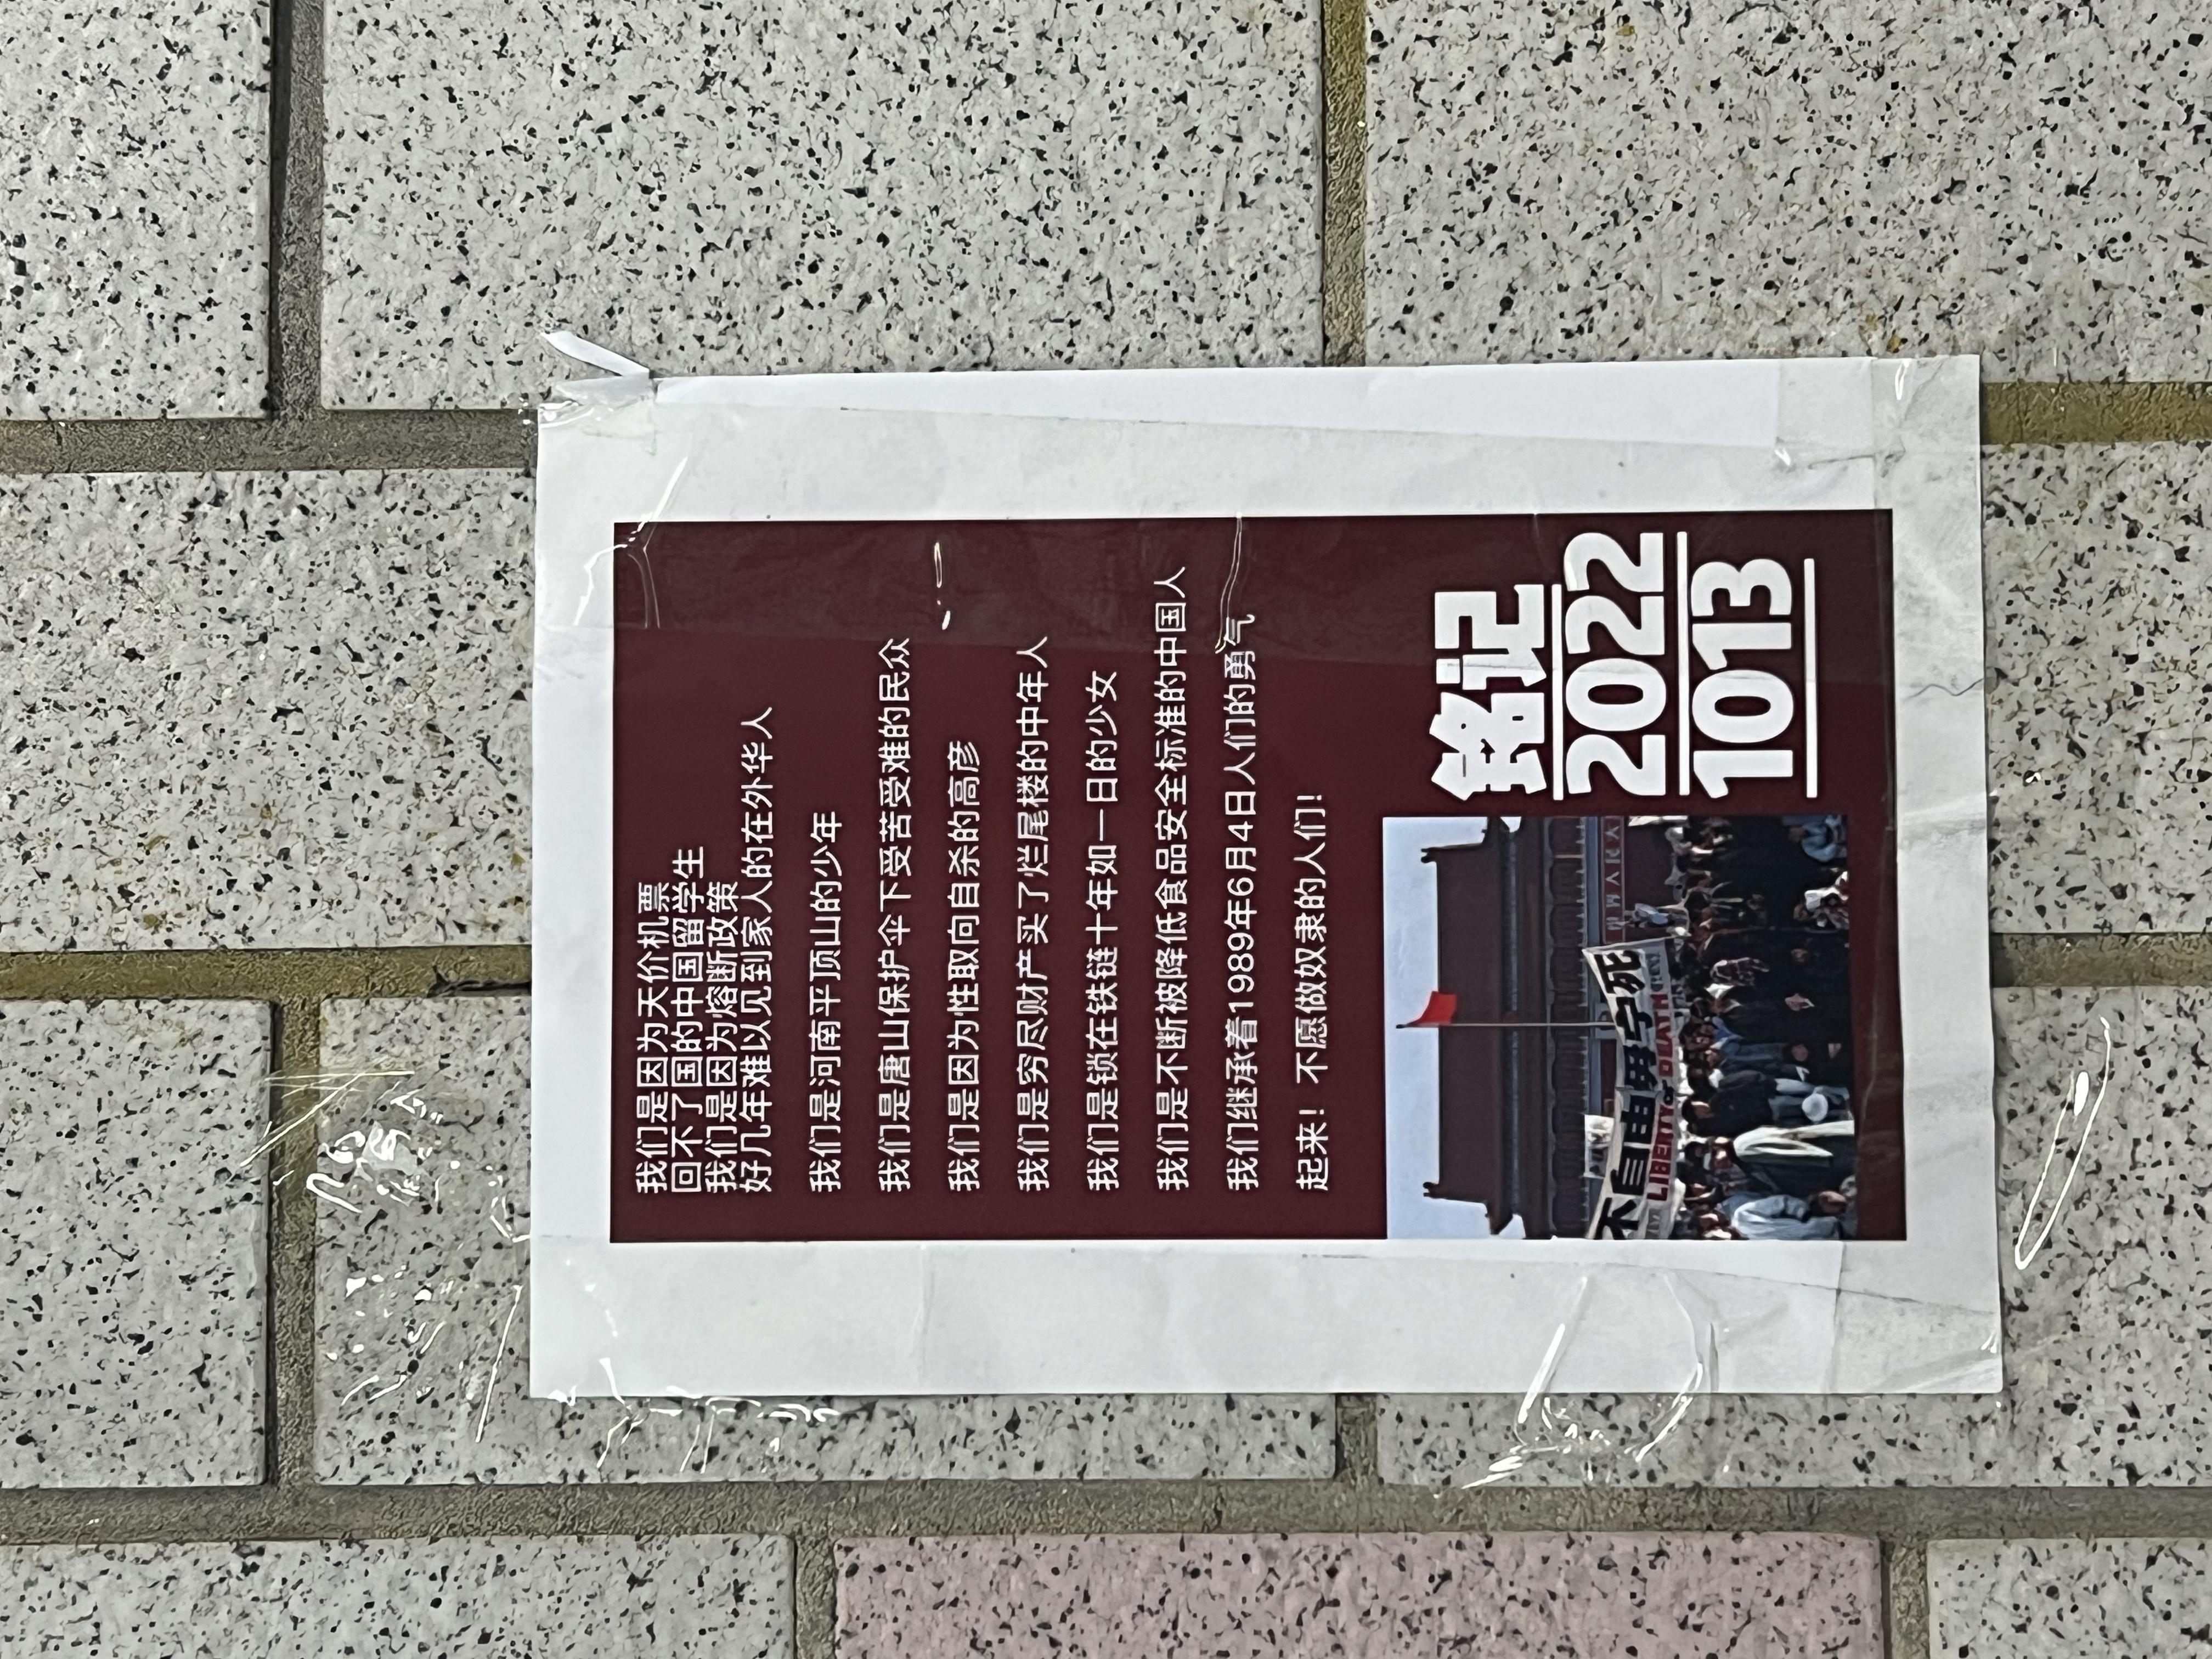 我们是因为天价机票
回不了国的中国留学生
我们是因为熔断政策
好几年难以见到家人的在外华人
我们是河南平顶山的少年
我们是唐山保护伞下受苦受难的民众
我们是因为性取向自杀的高彦
我们是穷尽财产买了烂尾楼的中年人
我们是锁在铁链十年如一日的少女
我们是不断被降低食品安全标准的中国人
我们继承着1989年6月4日人们的勇气
起来！不愿做奴隶的人们！
不自由毋宁死
LIBERTY OR DEATH
铭记
2022
1013